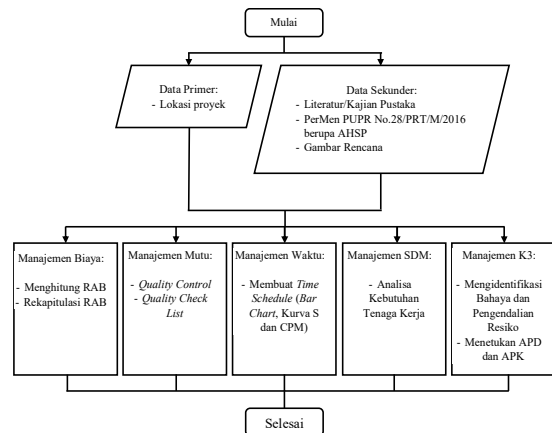 Mulai
Data Primer:
- Lokasi proyek
Data Sekunder:
- Literatur/Kajian Pustaka
- PerMen PUPR No.28/PRT/M/2016
berupa AHSP
- Gambar Rencana
Manajemen Biaya:
- Menghitung RAB
- Rekapitulasi RAB
Manajemen Mutu:
- Quality Control
- Quality Check
List
Manajemen Waktu:
- Membuat Time
Schedule (Bar
Chart, Kurva S
dan CPM)
Manajemen SDM:
- Analisa
Kebutuhan
Tenaga Kerja
Manajemen K3:
- Mengidentifikasi
Bahaya dan
Pengendalian
Resiko
- Menetukan APD
dan APK
Selesai